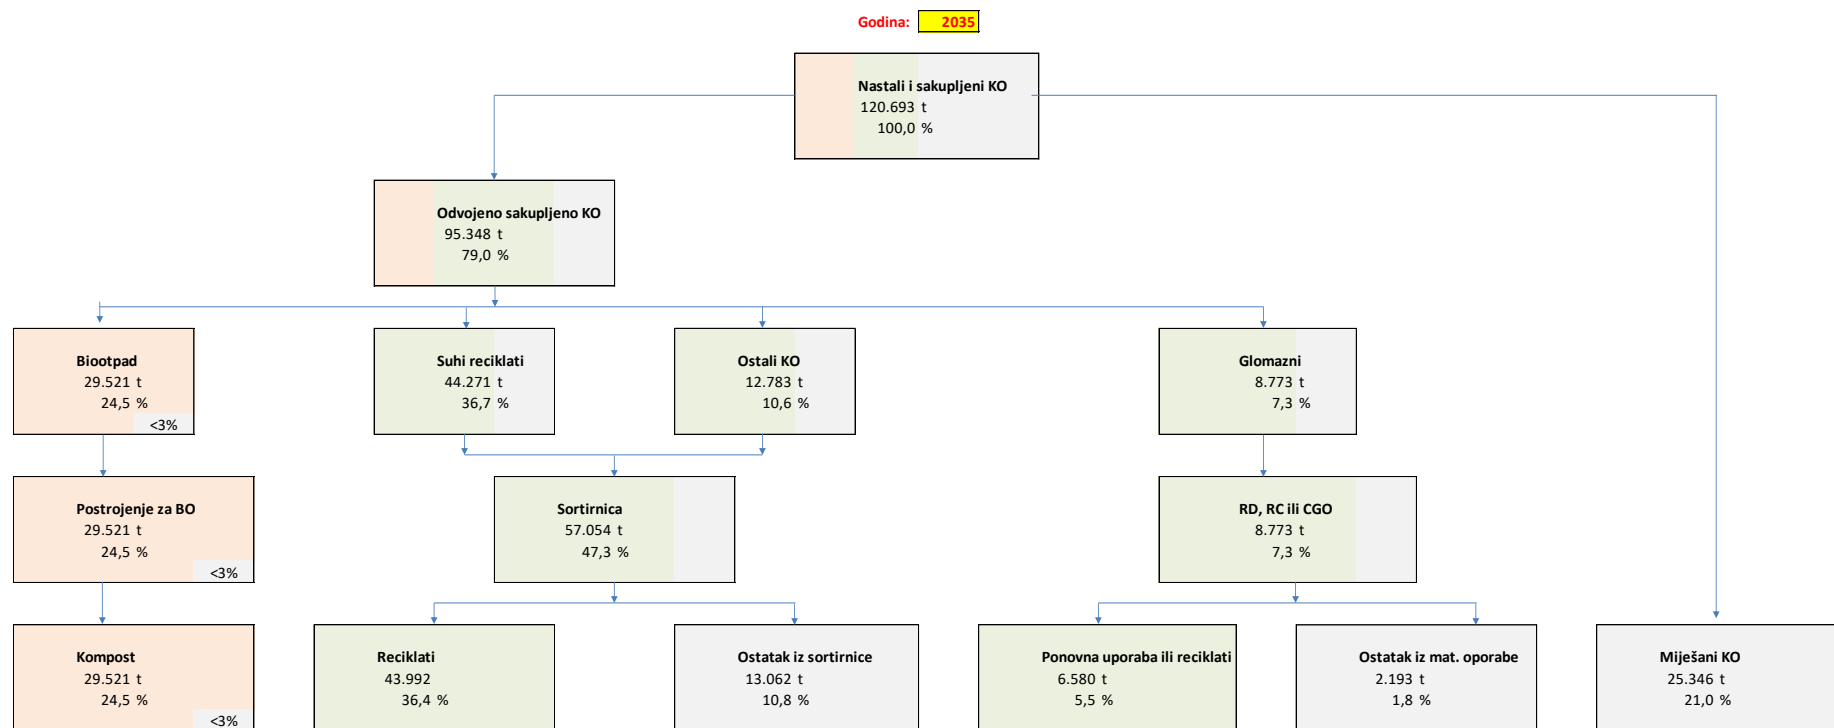 Godina: 2035
Nastali i sakupljeni KO
120.693 t
100,0 %
Odvojeno sakupljeno KO
95.348 t
79,0 %
Biootpad
29.521 t
24,5 %
<3%
Suhi reciklati
44.271 t
36,7 %
Ostali KO
12.783 t
10,6 %
Glomazni
8.773 t
7,3 %
Postrojenje za BO
29.521 t
24,5 %
<3%
Sortirnica
57.054 t
47,3 %
RD, RC ili CGO
8.773 t
7,3 %
Kompost
29.521 t
24,5 %
<3%
Reciklati
43.992
36,4 %
Ostatak iz sortirnice
13.062 t
10,8 %
Ponovna uporaba ili reciklati
6.580 t
5,5 %
Ostatak iz mat. oporabe
2.193 t
1,8 %
Miješani KO
25.346 t
21,0 %